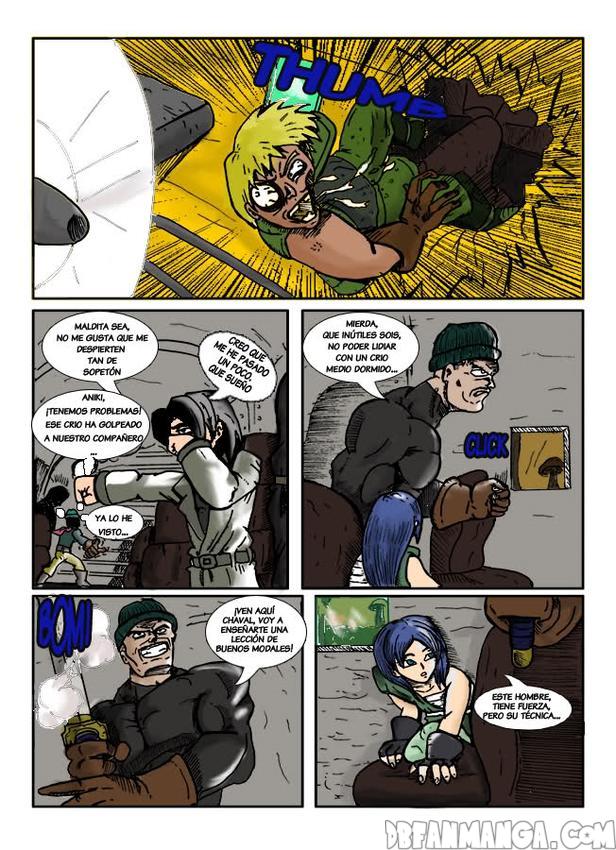 THUMB
MALDITA SEA,
NO ME GUSTA QUE ME
DESPIERTEN
TAN DE
SOPETÓN
CREO QUE
ME HE PASADO
UN POCO,
QUE SUEÑO
ANIKI,
¡TENEMOS PROBLEMAS!
ESE CRIO HA GOLPEADO
A NUESTRO COMPAÑERO
...
YA LO HE
VISTO...
MIERDA,
QUE INÚTILES SOIS,
NO PODER LIDIAR
CON UN CRIO
MEDIO DORMIDO...
CLICK
BOM!
¡VEN AQUÍ
CHAVAL, VOY A
ENSEÑARTE UNA
LECCIÓN DE
BUENOS MODALES!
ESTE HOMBRE,
TIENE FUERZA,
PERO SU TÉCNICA...
DBFANMANGA.COM